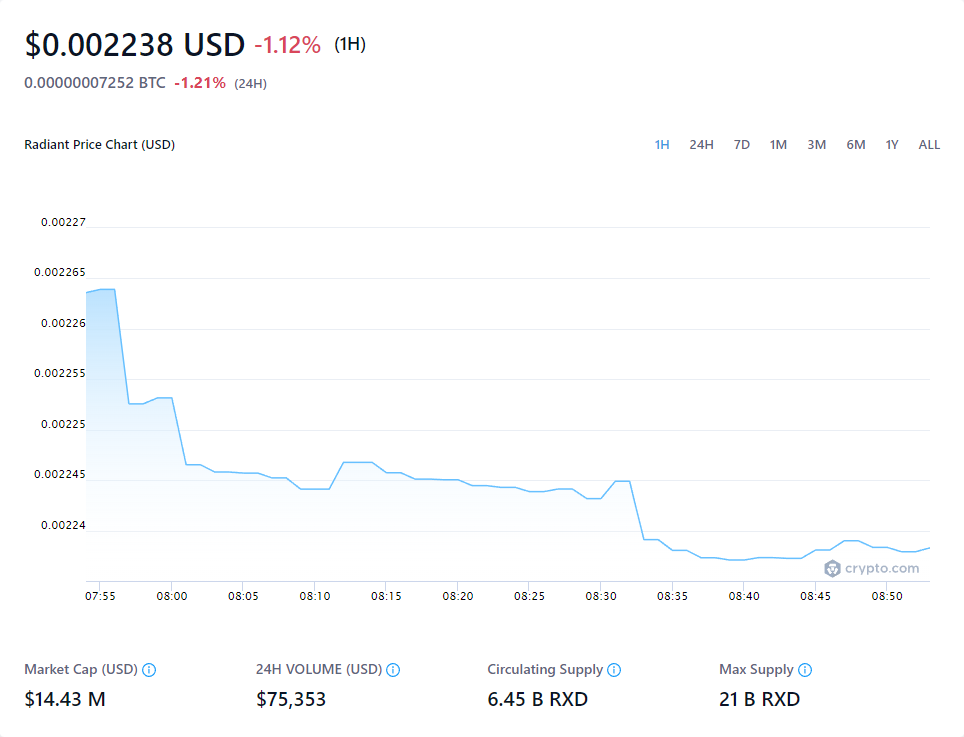 $0.002238 USD -1.12% (1H)
0.00000007252 BTC -1.21% (24H)
Radiant Price Chart (USD) 1H 24H 7D 1M 3M 6M 1Y ALL
0.00227
0.002265
0.00226
0.002255
0.00225
0.002245
0.00224
crypto.com
07:55 08:00 08:05 08:10 08:15 08:20 08:25 08:30 08:35 08:40 08:45 08:50
Market Cap (USD) 24H VOLUME (USD) Circulating Supply Max Supply
$14.43 M $75,353 6.45 B RXD 21 B RXD